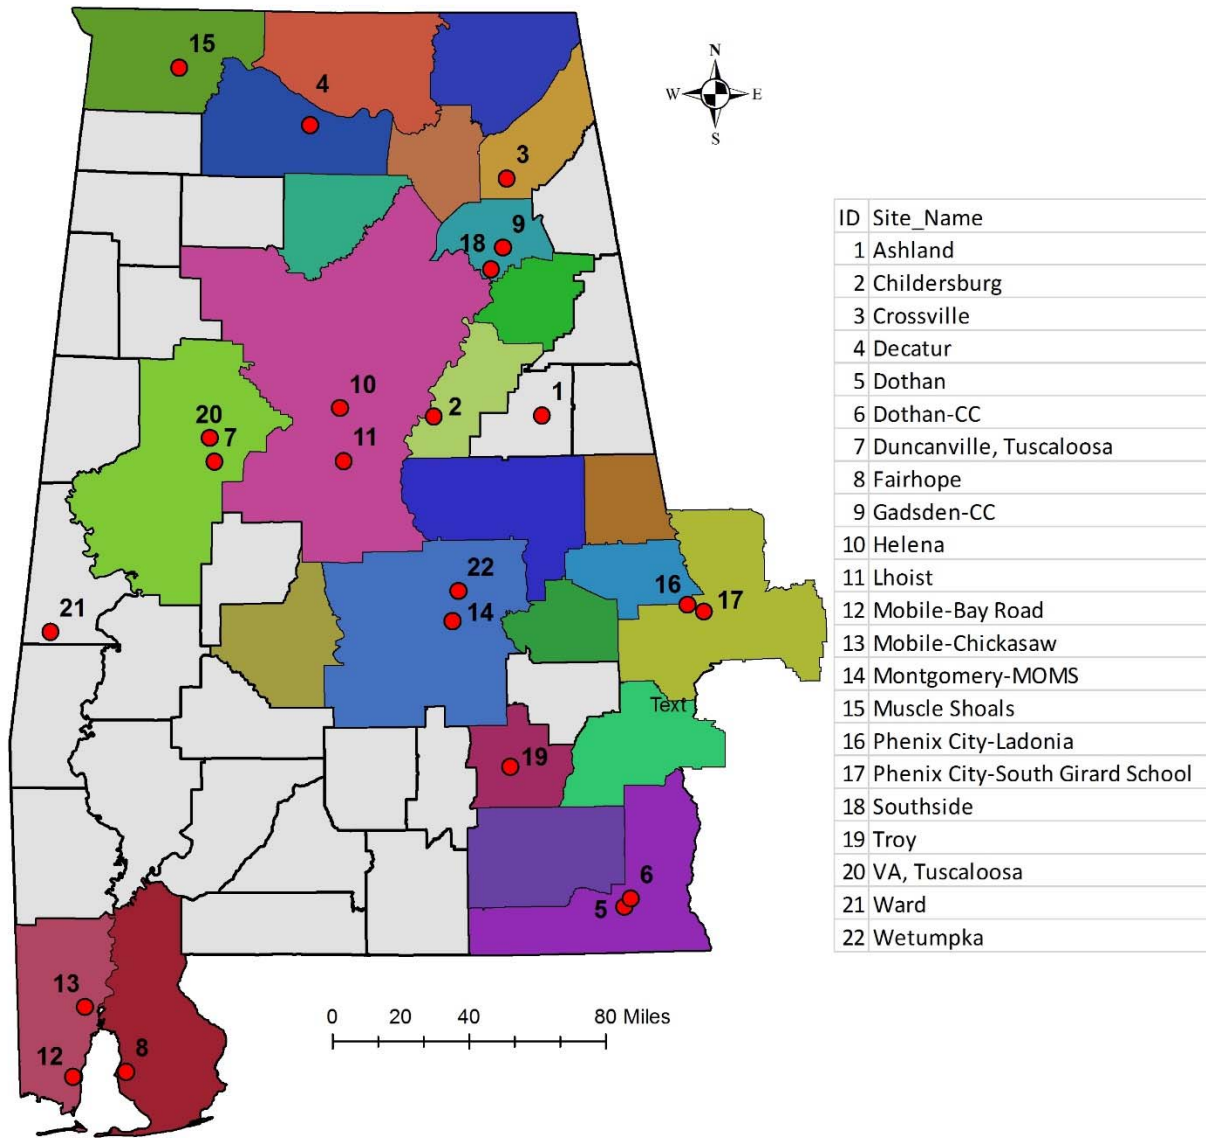 15
4
N
W E
S
3
9
18
10
1
2
20
7
11
22
16
17
14
21
Text
19
6
5
13
0 20 40 80 Miles
12
8
ID Site_Name
1 Ashland
2 Childersburg
3 Crossville
4 Decatur
5 Dothan
6 Dothan-CC
7 Duncanville, Tuscaloosa
8 Fairhope
9 Gadsden-CC
10 Helena
11 Lhoist
12 Mobile-Bay Road
13 Mobile-Chickasaw
14 Montgomery-MOMS
15 Muscle Shoals
16 Phenix City-Ladonia
17 Phenix City-South Girard School
18 Southside
19 Troy
20 VA, Tuscaloosa
21 Ward
22 Wetumpka